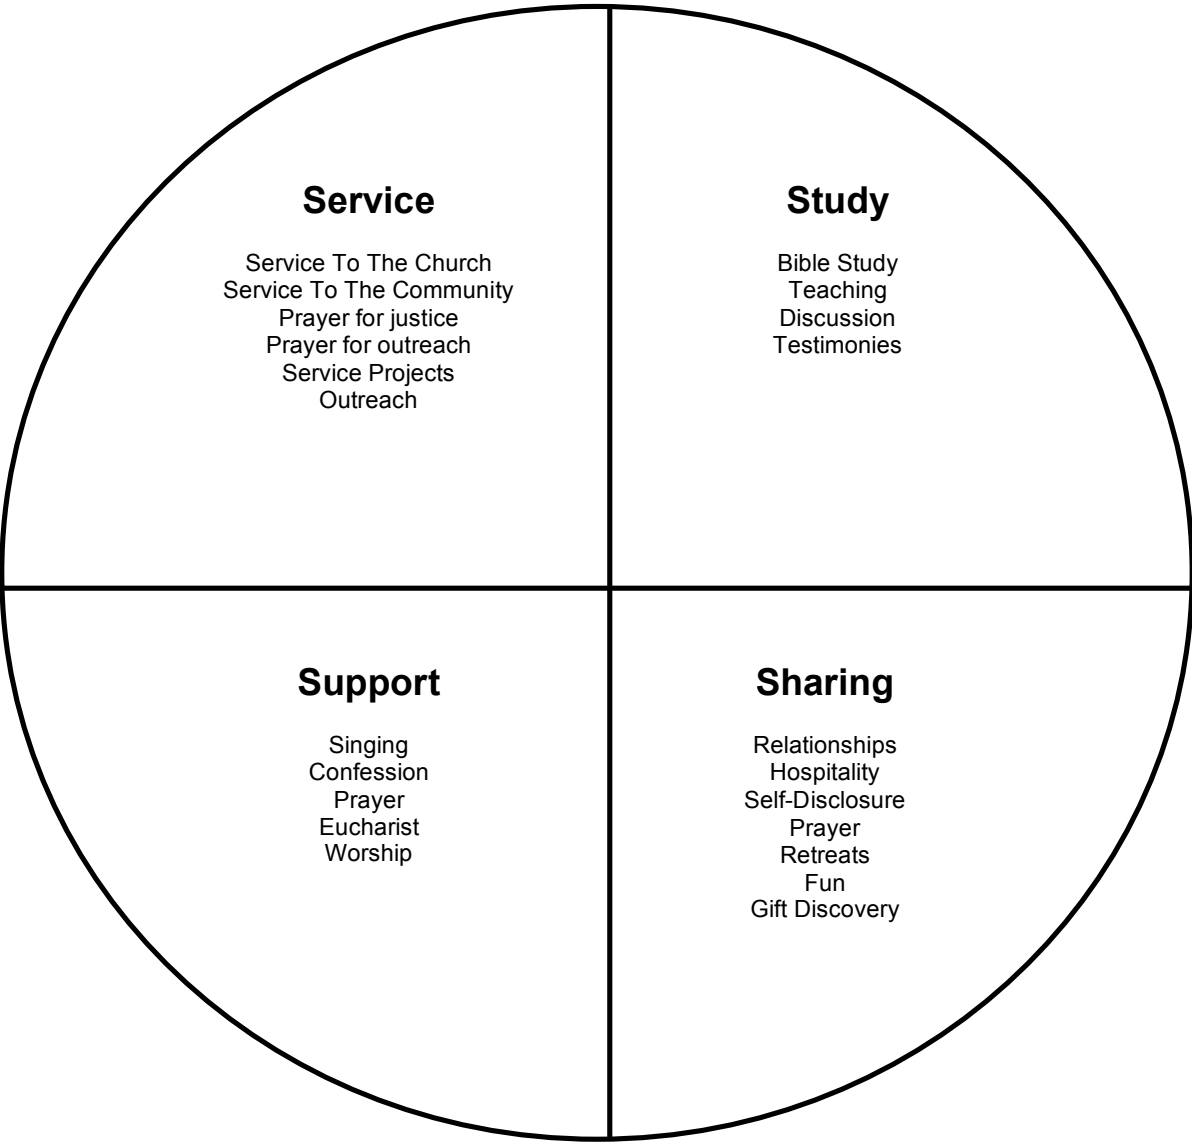 Service
Service To The Church
Service To The Community
Prayer for justice
Prayer for outreach
Service Projects
Outreach
Study
Bible Study
Teaching
Discussion
Testimonies
Support
Singing
Confession
Prayer
Eucharist
Worship
Sharing
Relationships
Hospitality
Self-Disclosure
Prayer
Retreats
Fun
Gift Discovery